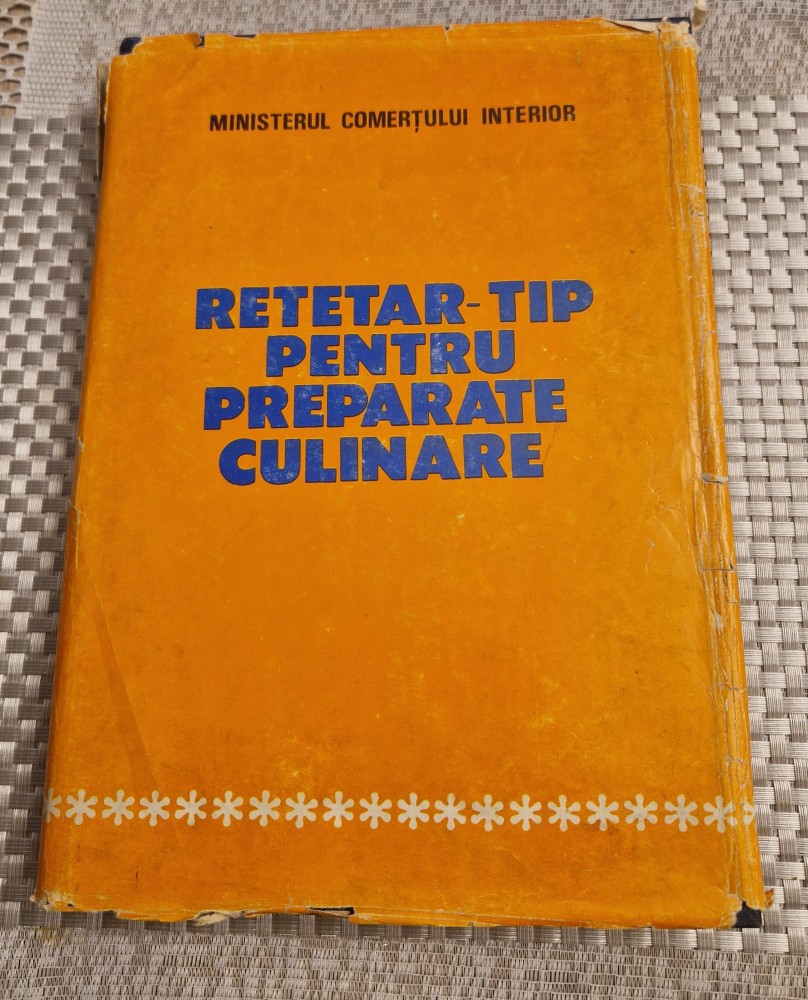 MINISTERUL COMERȚULUI INTERIOR
RETETAR-TIP
PENTRU
PREPARATE
CULINARE